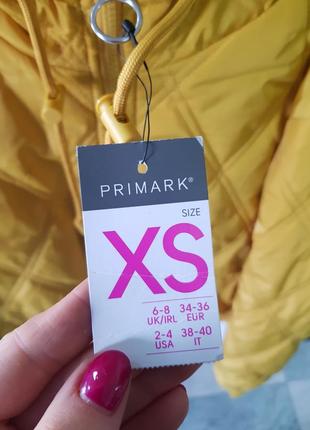 PRIMARK®
SIZE
XS
6-8 34-36
UK/IRL EUR
2-4 38-40
USA IT